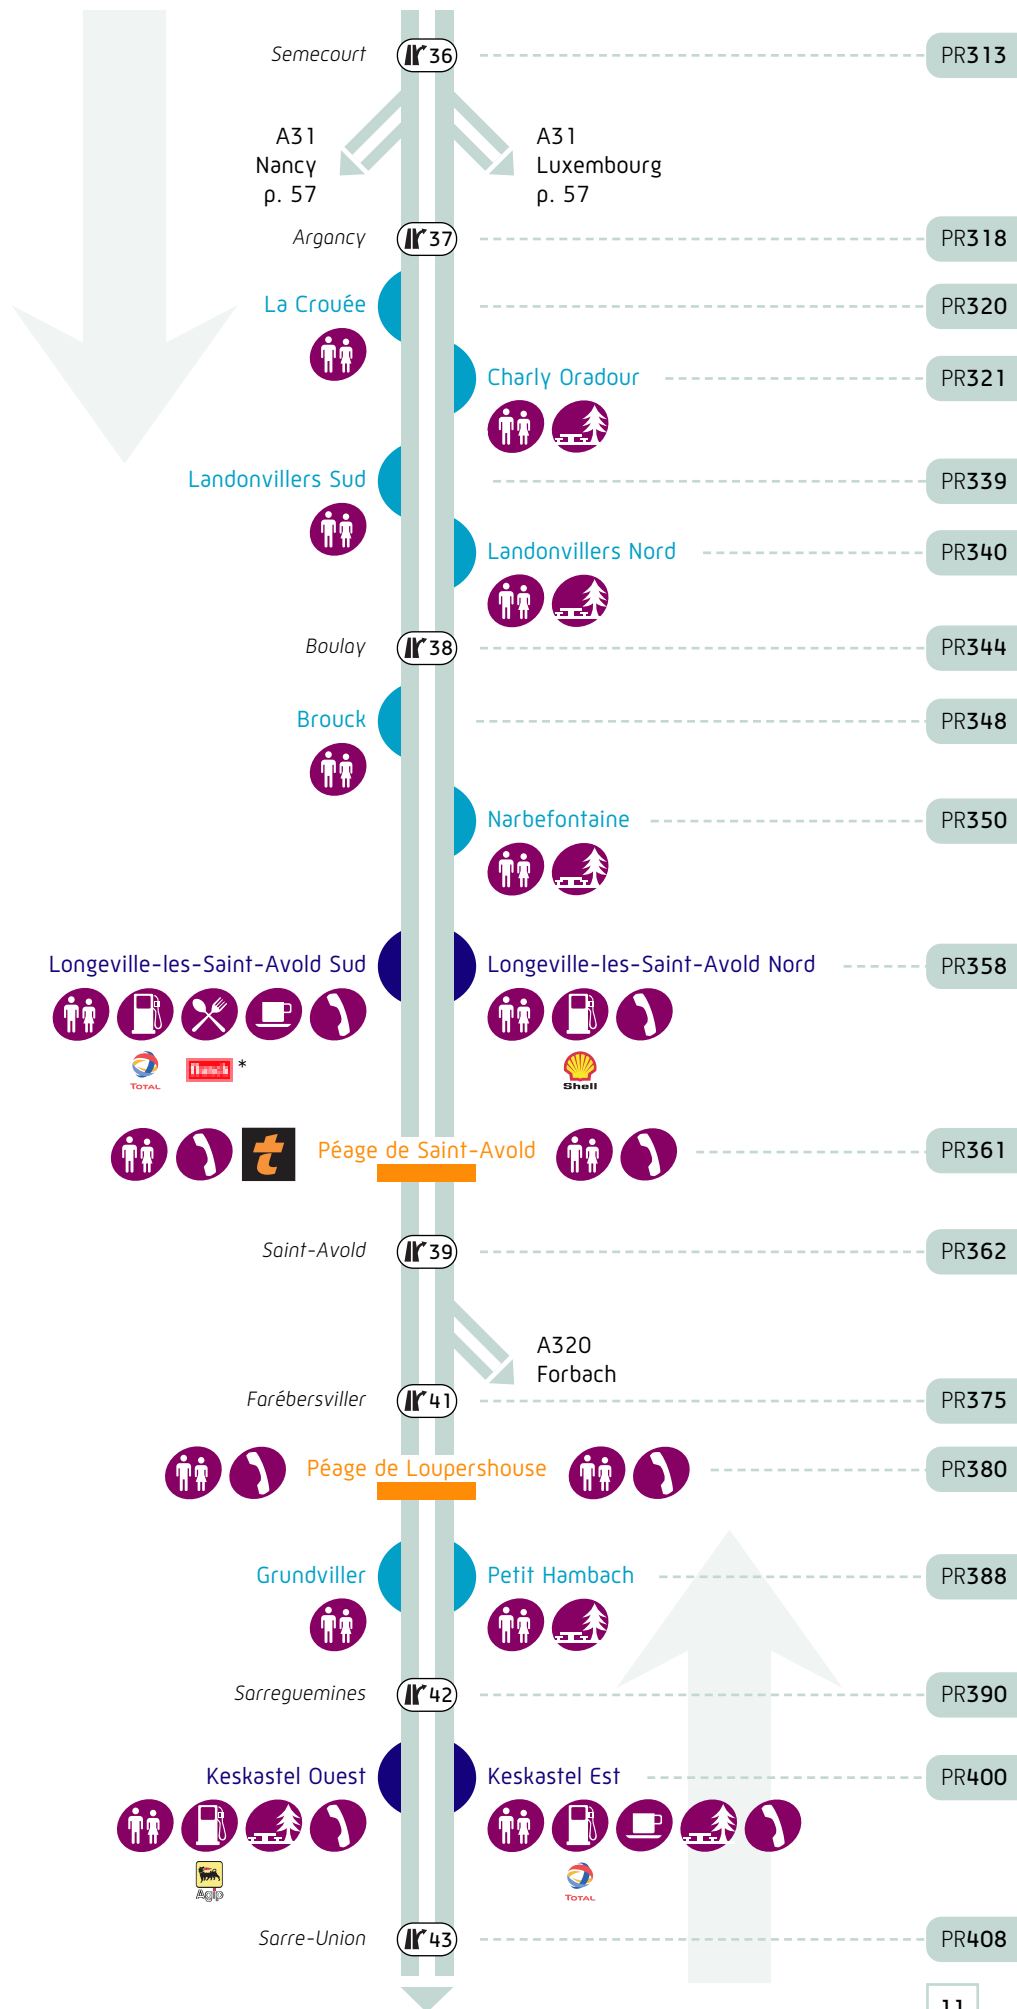 Semecourt 36 PR313
A31
Nancy
p. 57
A31
Luxembourg
p. 57
Argancy 37 PR318
La Crouée PR320
Charly Oradour PR321
Landonvillers Sud PR339
Landonvillers Nord PR340
Boulay 38 PR344
Brouck PR348
Narbefontaine PR350
Longeville-les-Saint-Avold Sud Longeville-les-Saint-Avold Nord PR358
TOTAL *
Shell
t Péage de Saint-Avold PR361
Saint-Avold 39 PR362
A320
Forbach
Farébersviller 41 PR375
Péage de Loupershouse PR380
Grundviller Petit Hambach PR388
Sarreguemines 42 PR390
Keskastel Ouest Keskastel Est PR400
Agip TOTAL
Sarre-Union 43 PR408
11